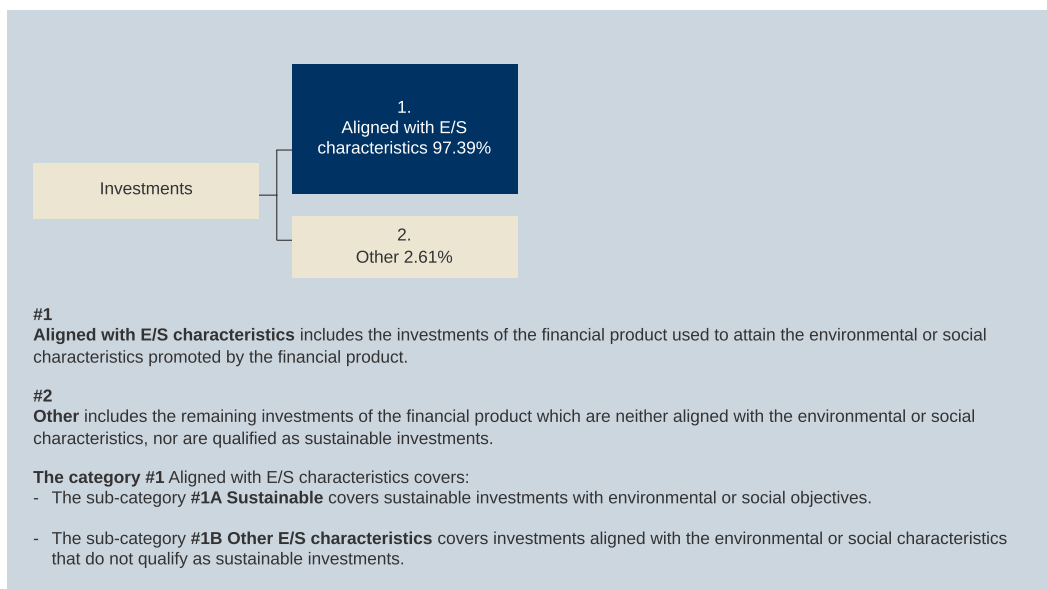 1.
Aligned with E/S
characteristics 97.39%
Investments
2.
Other 2.61%
#1
Aligned with E/S characteristics includes the investments of the financial product used to attain the environmental or social
characteristics promoted by the financial product.
#2
Other includes the remaining investments of the financial product which are neither aligned with the environmental or social
characteristics, nor are qualified as sustainable investments.
The category #1 Aligned with E/S characteristics covers:
- The sub-category #1A Sustainable covers sustainable investments with environmental or social objectives.
- The sub-category #1B Other E/S characteristics covers investments aligned with the environmental or social characteristics
that do not qualify as sustainable investments.